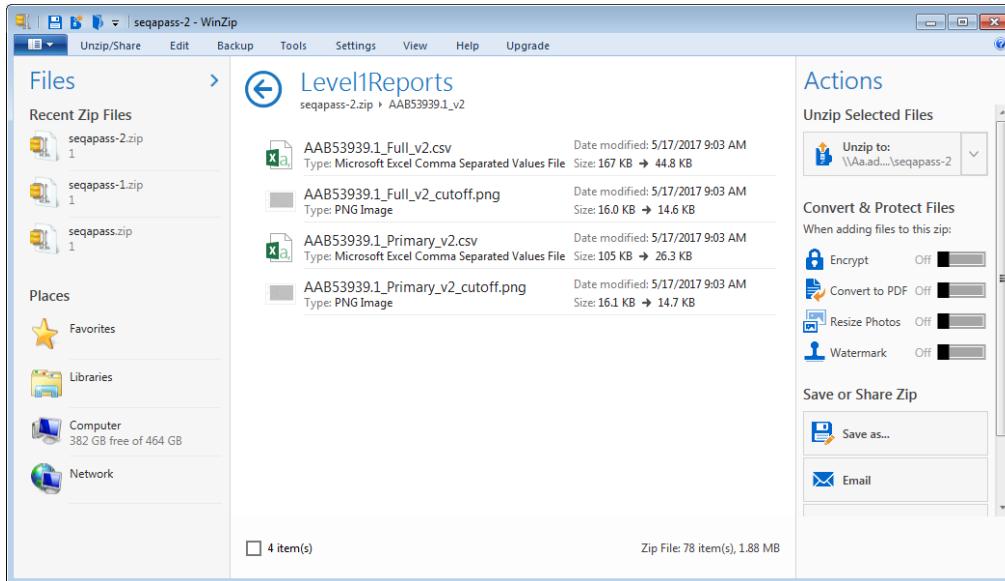 seqapass-2 - WinZip
Unzip/Share Edit Backup Tools Settings View Help Upgrade
Files
Recent Zip Files
seqapass-2.zip
1
seqapass-1.zip
1
seqapass.zip
1
Places
Favorites
Libraries
Computer
382 GB free of 464 GB
Network
Level1Reports
seqapass-2.zip ▸ AAB53939.1_v2
AAB53939.1_Full_v2.csv Date modified: 5/17/2017 9:03 AM
Type: Microsoft Excel Comma Separated Values File Size: 167 KB → 44.8 KB
AAB53939.1_Full_v2_cutoff.png Date modified: 5/17/2017 9:03 AM
Type: PNG Image Size: 16.0 KB → 14.6 KB
AAB53939.1_Primary_v2.csv Date modified: 5/17/2017 9:03 AM
Type: Microsoft Excel Comma Separated Values File Size: 105 KB → 26.3 KB
AAB53939.1_Primary_v2_cutoff.png Date modified: 5/17/2017 9:03 AM
Type: PNG Image Size: 16.1 KB → 14.7 KB
4 item(s) Zip File: 78 item(s), 1.88 MB
Actions
Unzip Selected Files
Unzip to:
\\Aa.ad....\seqapass-2
Convert & Protect Files
When adding files to this zip:
Encrypt Off
Convert to PDF Off
Resize Photos Off
Watermark Off
Save or Share Zip
Save as...
Email